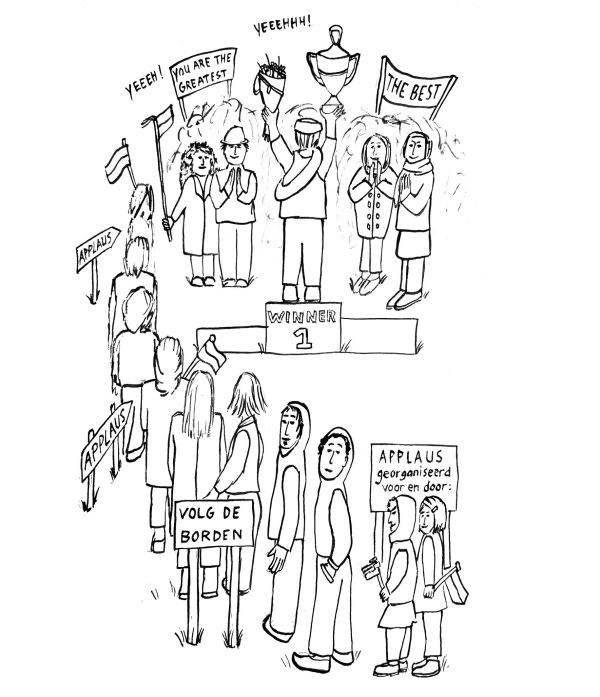 YEEEHHH!
YEEEH!
YOU ARE THE
GREATEST
THE BEST
APPLAUS
WINNER
1
APPLAUS
APPLAUS
georganiseerd
voor en door:
VOLG DE
BORDEN